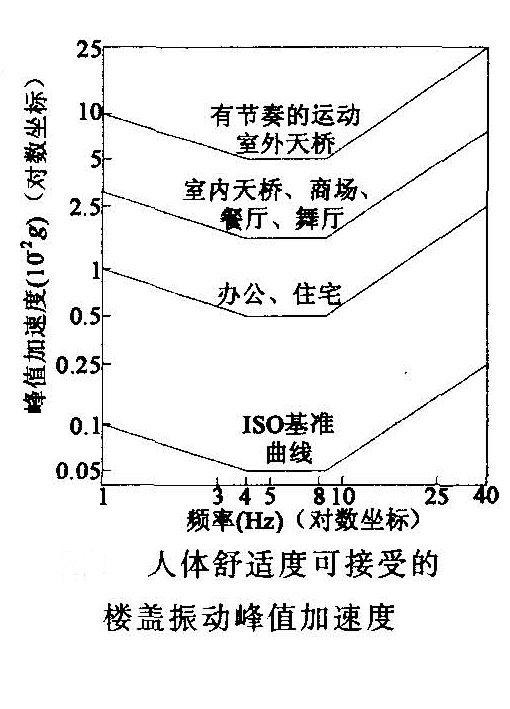 25
10
5
2.5
1
0.5
0.25
0.1
0.05
峰值加速度(10⁻²g)(对数坐标)
有节奏的运动
室外天桥
室内天桥、商场、
餐厅、舞厅
办公、住宅
ISO基准
曲线
1 3 4 5 8 10 25 40
频率(Hz)(对数坐标)
人体舒适度可接受的
楼盖振动峰值加速度